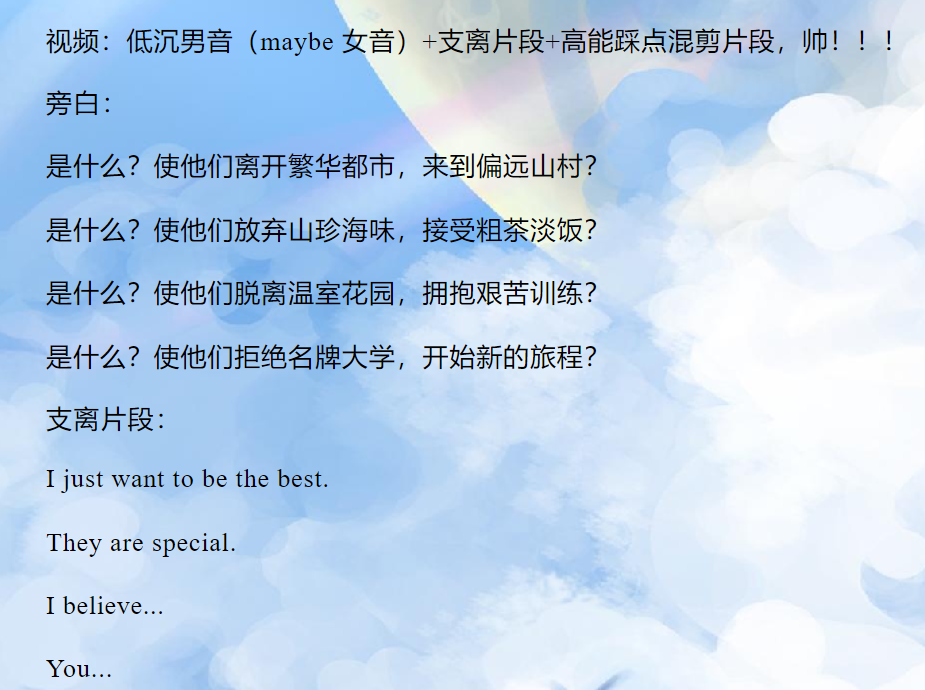 视频：低沉男音（maybe 女音）+支离片段+高能踩点混剪片段，帅！！！
旁白：
是什么？使他们离开繁华都市，来到偏远山村？
是什么？使他们放弃山珍海味，接受粗茶淡饭？
是什么？使他们脱离温室花园，拥抱艰苦训练？
是什么？使他们拒绝名牌大学，开始新的旅程？
支离片段：
I just want to be the best.
They are special.
I believe...
You...